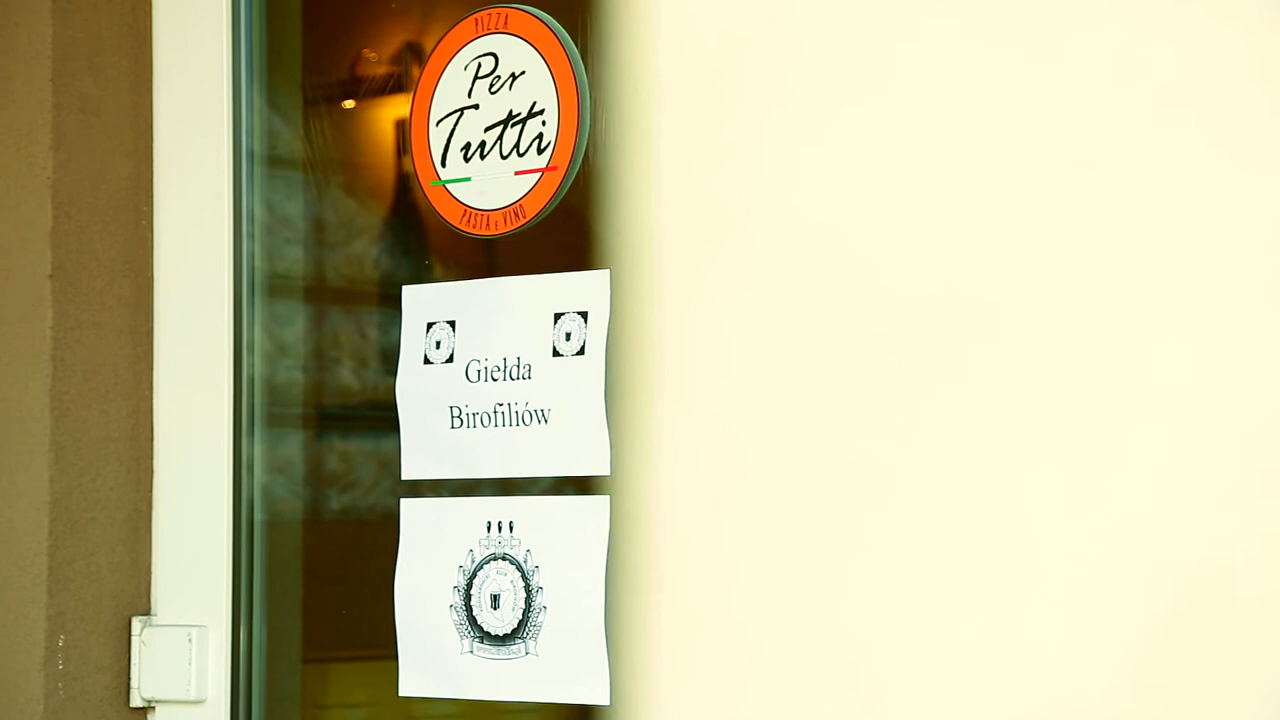 PIZZA
Per
Tutti
PASTA E VINO
Giełda
Birofiliów